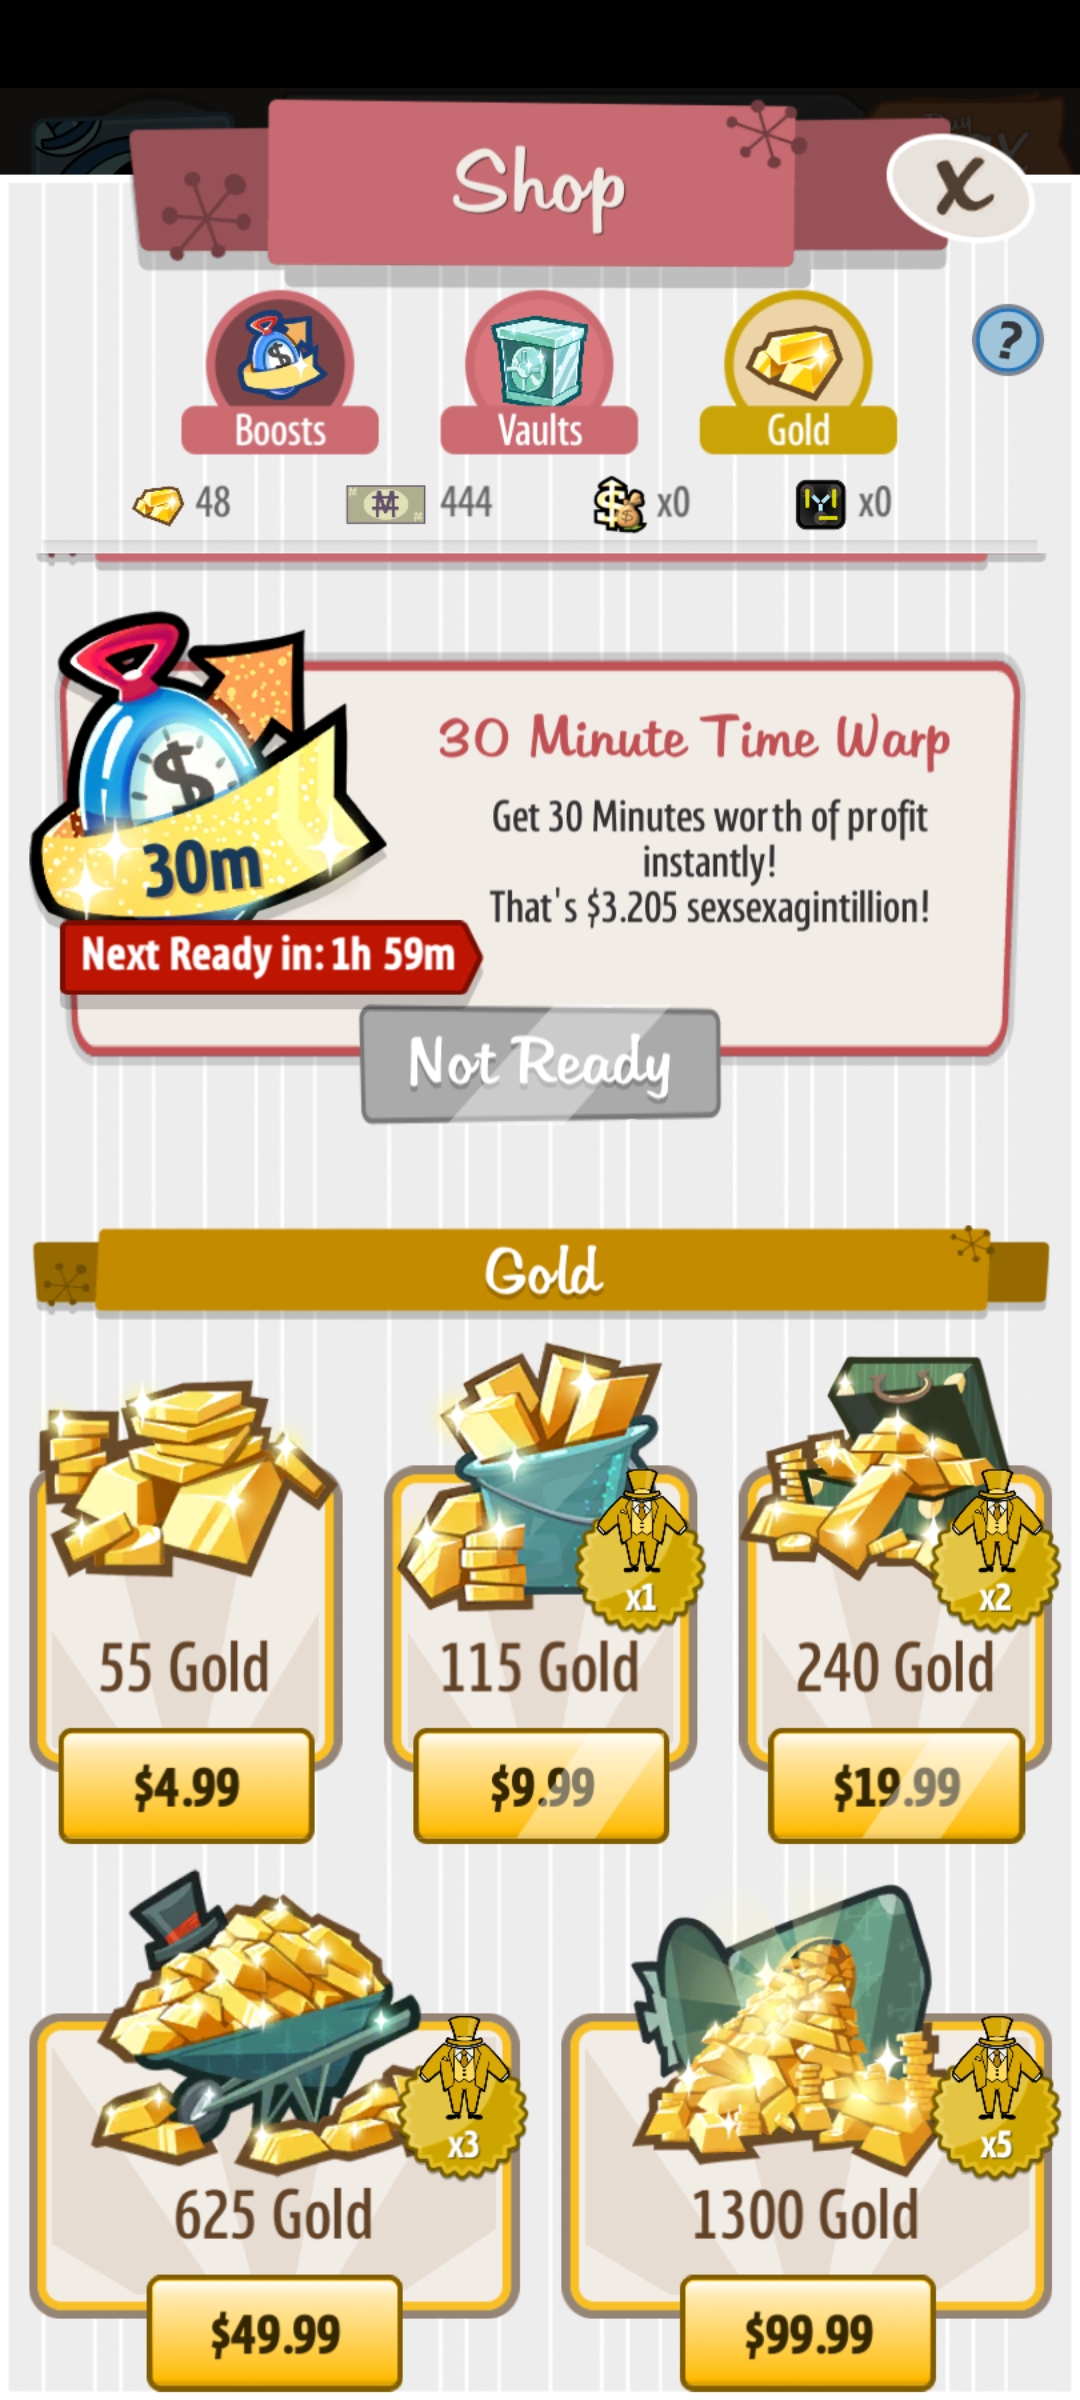 Shop
X
?
Boosts
Vaults
Gold
48
444
x0
x0
30 Minute Time Warp
Get 30 Minutes worth of profit
instantly!
That's $3.205 sexsexagintillion!
30m
Next Ready in: 1h 59m
Not Ready
Gold
x1
x2
55 Gold
115 Gold
240 Gold
$4.99
$9.99
$19.99
x3
x5
625 Gold
1300 Gold
$49.99
$99.99